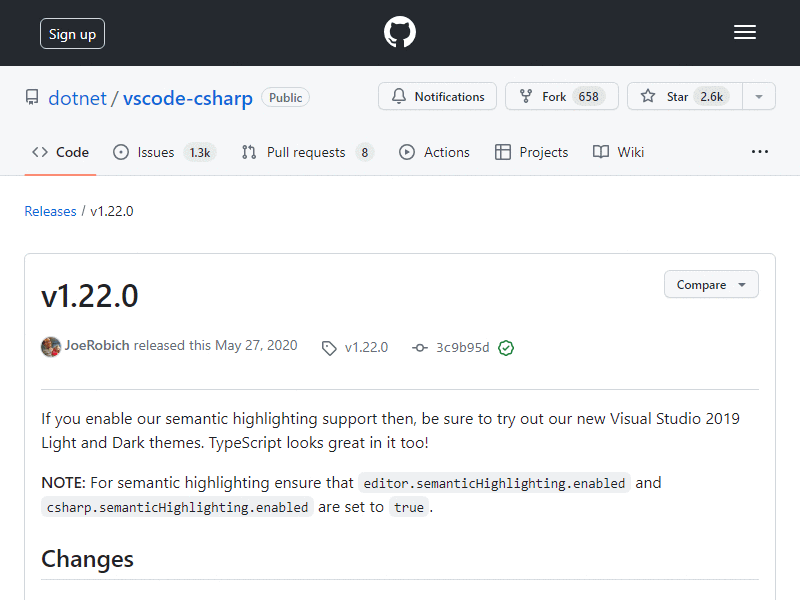 Sign up
dotnet / vscode-csharp Public
Notifications Fork 658 Star 2.6k
Code Issues 1.3k Pull requests 8 Actions Projects Wiki
Releases / v1.22.0
v1.22.0
Compare
JoeRobich released this May 27, 2020 v1.22.0 3c9b95d
If you enable our semantic highlighting support then, be sure to try out our new Visual Studio 2019
Light and Dark themes. TypeScript looks great in it too!
NOTE: For semantic highlighting ensure that editor.semanticHighlighting.enabled and
csharp.semanticHighlighting.enabled are set to true.
Changes